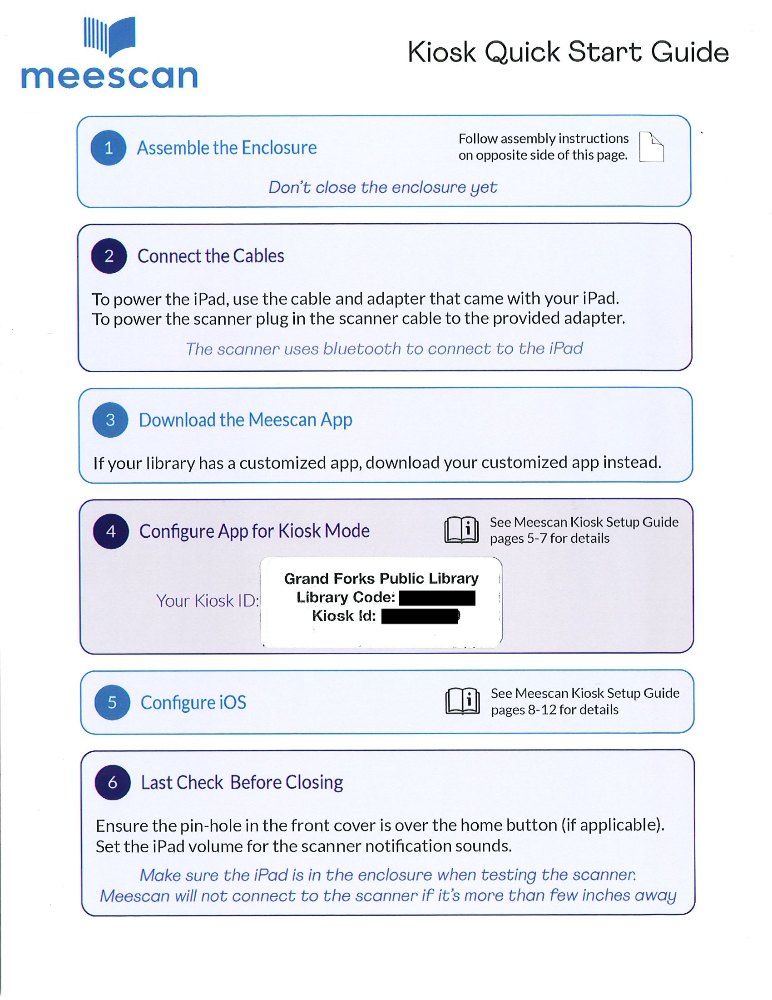 meescan
Kiosk Quick Start Guide
1 Assemble the Enclosure
Follow assembly instructions
on opposite side of this page.
Don't close the enclosure yet
2 Connect the Cables
To power the iPad, use the cable and adapter that came with your iPad.
To power the scanner plug in the scanner cable to the provided adapter.
The scanner uses bluetooth to connect to the iPad
3 Download the Meescan App
If your library has a customized app, download your customized app instead.
4 Configure App for Kiosk Mode
i See Meescan Kiosk Setup Guide
pages 5-7 for details
Your Kiosk ID:
Grand Forks Public Library
Library Code:
Kiosk Id:
5 Configure iOS
i See Meescan Kiosk Setup Guide
pages 8-12 for details
6 Last Check Before Closing
Ensure the pin-hole in the front cover is over the home button (if applicable).
Set the iPad volume for the scanner notification sounds.
Make sure the iPad is in the enclosure when testing the scanner.
Meescan will not connect to the scanner if it's more than few inches away